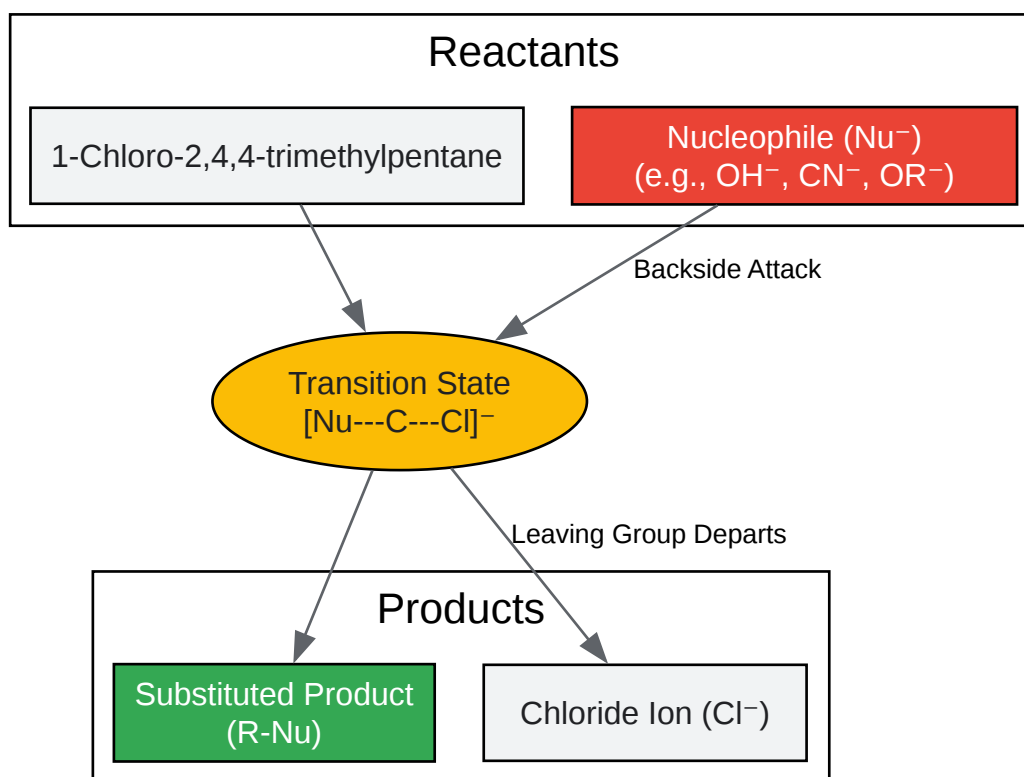 Reactants
1-Chloro-2,4,4-trimethylpentane
Nucleophile (Nu⁻)
(e.g., OH⁻, CN⁻, OR⁻)
Backside Attack
Transition State
[Nu---C---Cl]⁻
Leaving Group Departs
Products
Substituted Product
(R-Nu)
Chloride Ion (Cl⁻)